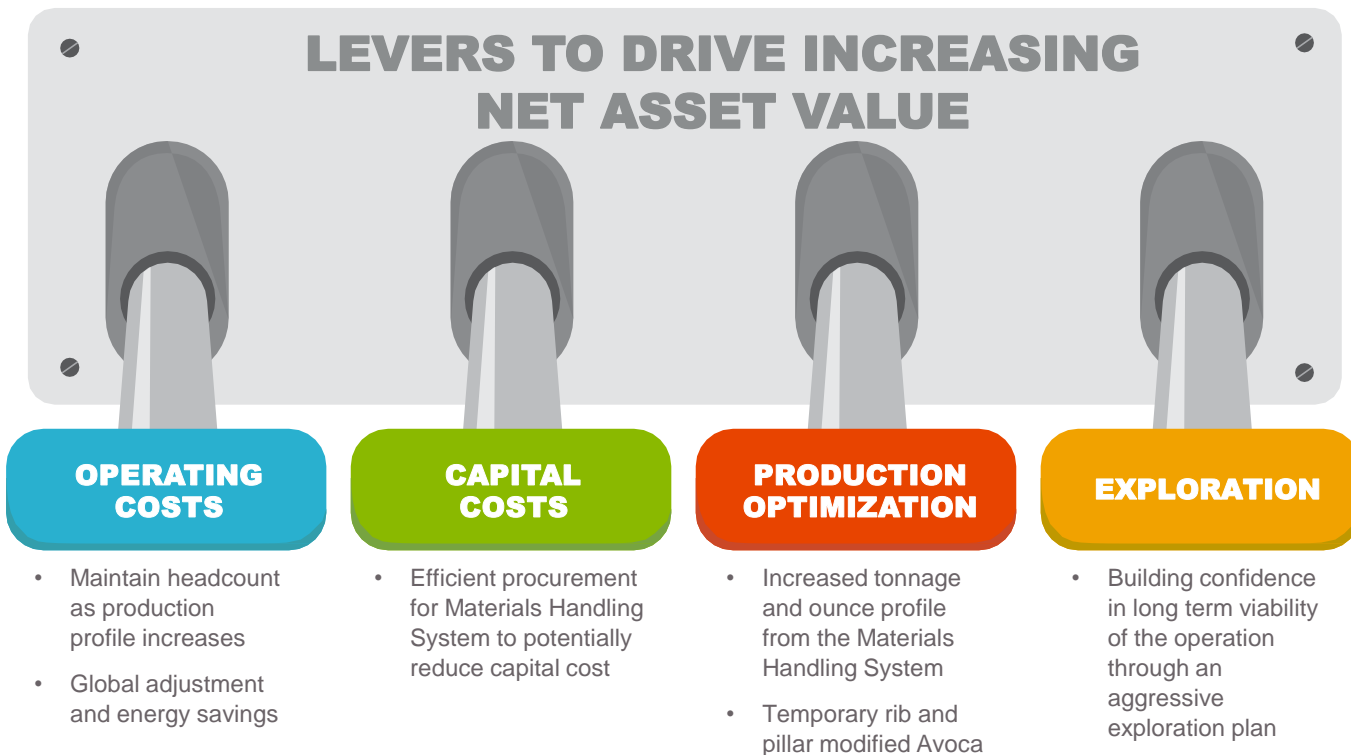 LEVERS TO DRIVE INCREASING
NET ASSET VALUE
OPERATING
COSTS
• Maintain headcount
as production
profile increases
• Global adjustment
and energy savings
CAPITAL
COSTS
• Efficient procurement
for Materials Handling
System to potentially
reduce capital cost
PRODUCTION
OPTIMIZATION
• Increased tonnage
and ounce profile
from the Materials
Handling System
• Temporary rib and
pillar modified Avoca
EXPLORATION
• Building confidence
in long term viability
of the operation
through an
aggressive
exploration plan